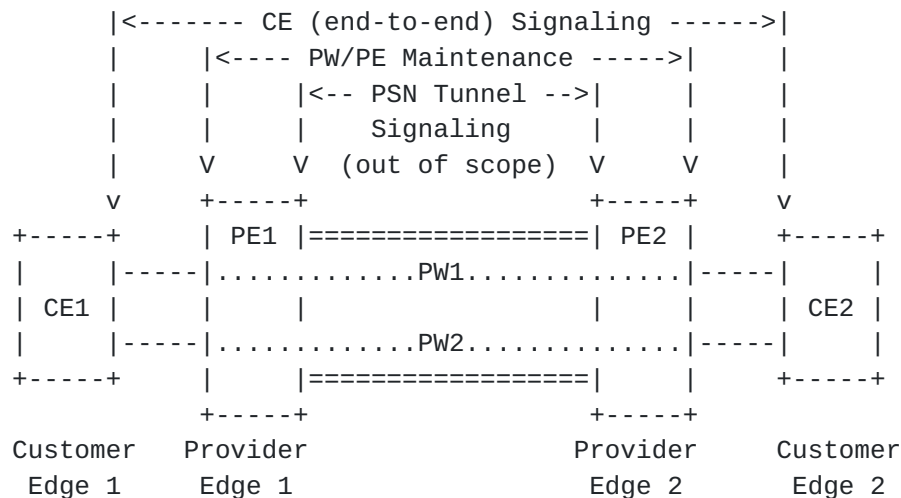 CE (end-to-end) Signaling
PW/PE Maintenance
PSN Tunnel
Signaling
V V (out of scope) V V
v v
PE1 PE2
PW1
CE1 CE2
PW2
Customer Provider Provider Customer
Edge 1 Edge 1 Edge 2 Edge 2